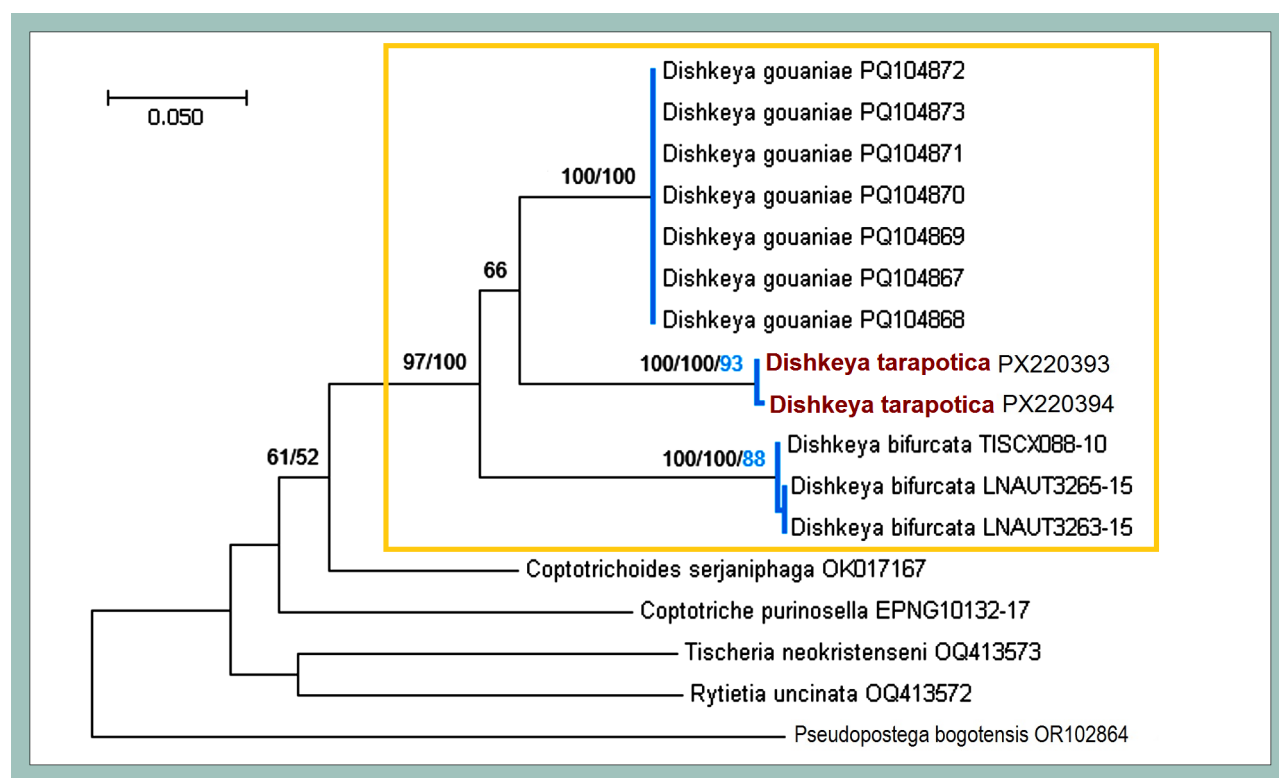 Dishkeya gouaniae PQ104872
0.050
Dishkeya gouaniae PQ104873
Dishkeya gouaniae PQ104871
100/100
Dishkeya gouaniae PQ104870
Dishkeya gouaniae PQ104869
66
Dishkeya gouaniae PQ104867
Dishkeya gouaniae PQ104868
97/100
100/100/93
Dishkeya tarapotica PX220393
Dishkeya tarapotica PX220394
61/52
100/100/88
Dishkeya bifurcata TISCX088-10
Dishkeya bifurcata LNAUT3265-15
Dishkeya bifurcata LNAUT3263-15
Coptotrichoides serjaniphaga OK017167
Coptotriche purinosella EPNG10132-17
Tischeria neokristenseni OQ413573
Rytietia uncinata OQ413572
Pseudopostega bogotensis OR102864